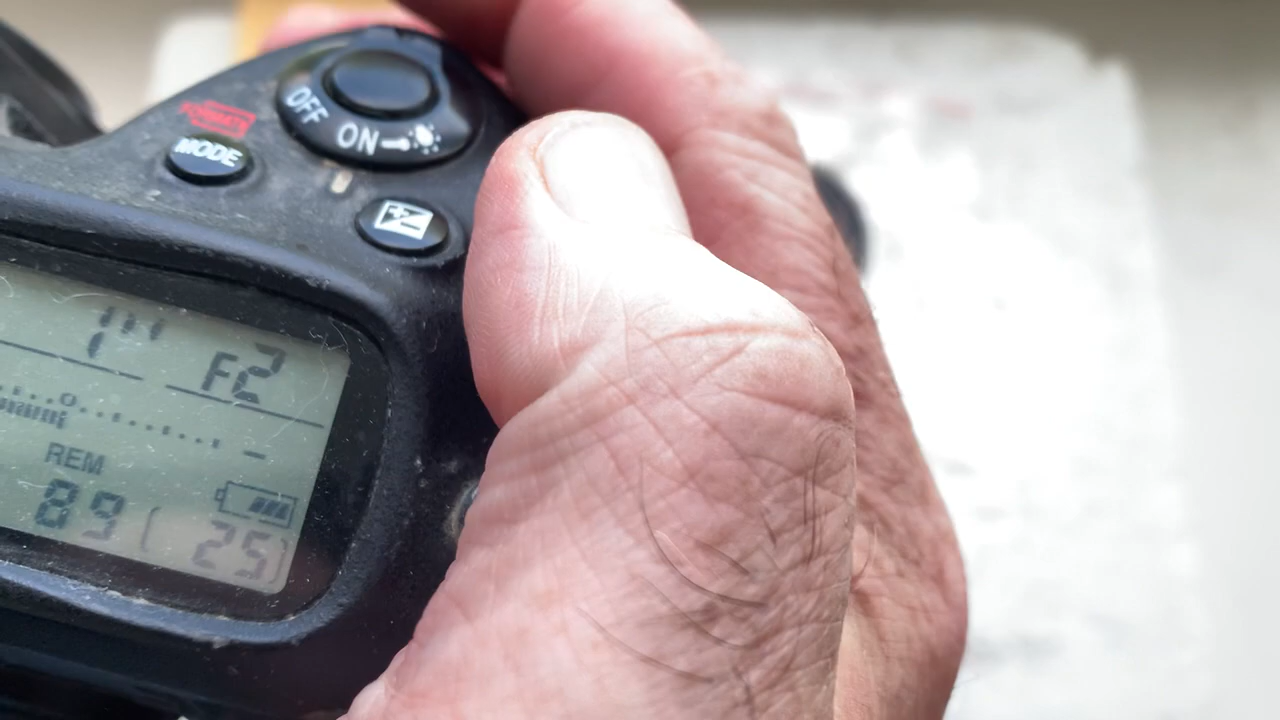 OFF
ON
FORMAT
MODE
1" F2
REM
89 ( 25)